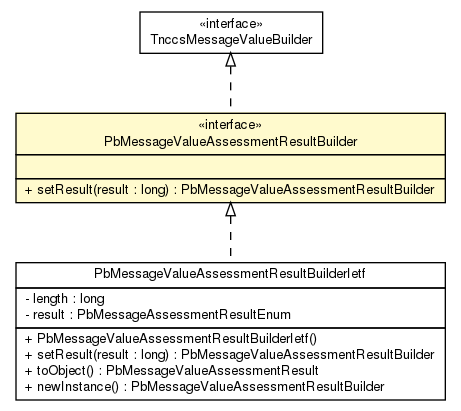 «interface»
TnccsMessageValueBuilder
«interface»
PbMessageValueAssessmentResultBuilder
+ setResult(result : long) : PbMessageValueAssessmentResultBuilder
PbMessageValueAssessmentResultBuilderIetf
- length : long
- result : PbMessageAssessmentResultEnum
+ PbMessageValueAssessmentResultBuilderIetf()
+ setResult(result : long) : PbMessageValueAssessmentResultBuilder
+ toObject() : PbMessageValueAssessmentResult
+ newInstance() : PbMessageValueAssessmentResultBuilder